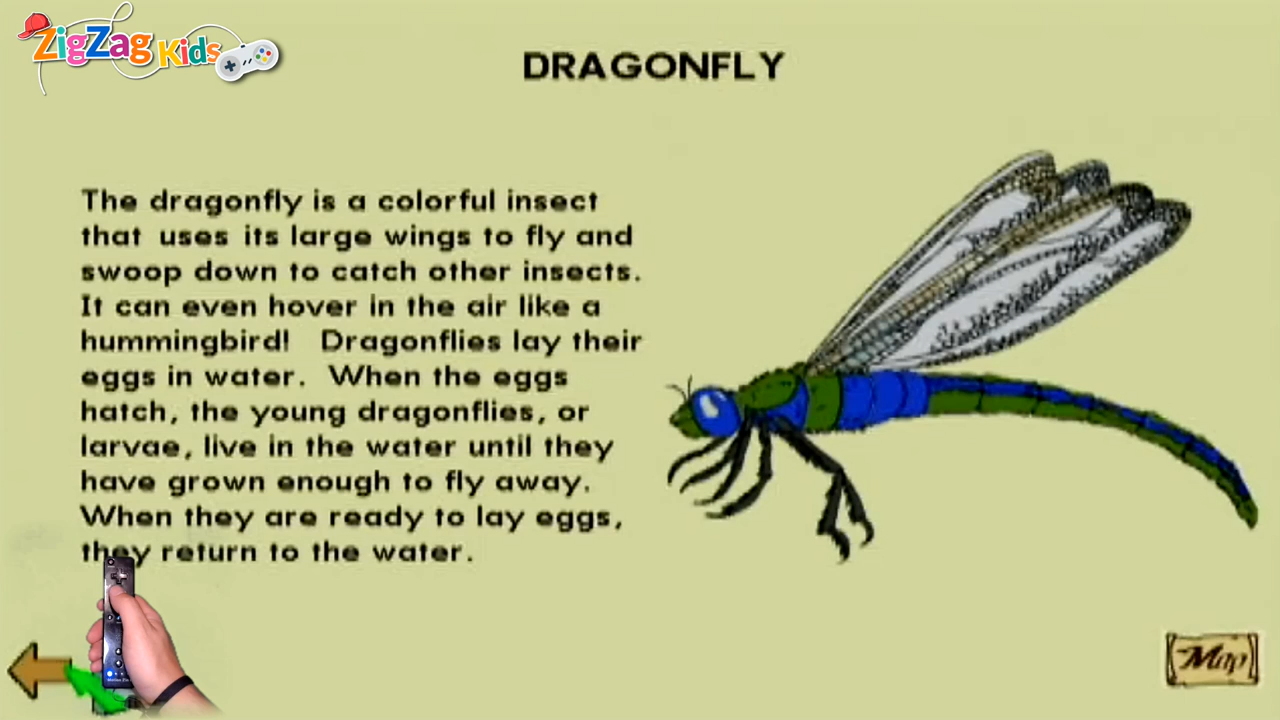 ZigZag Kids
DRAGONFLY
The dragonfly is a colorful insect
that uses its large wings to fly and
swoop down to catch other insects.
It can even hover in the air like a
hummingbird! Dragonflies lay their
eggs in water. When the eggs
hatch, the young dragonflies, or
larvae, live in the water until they
have grown enough to fly away.
When they are ready to lay eggs,
they return to the water.
Map